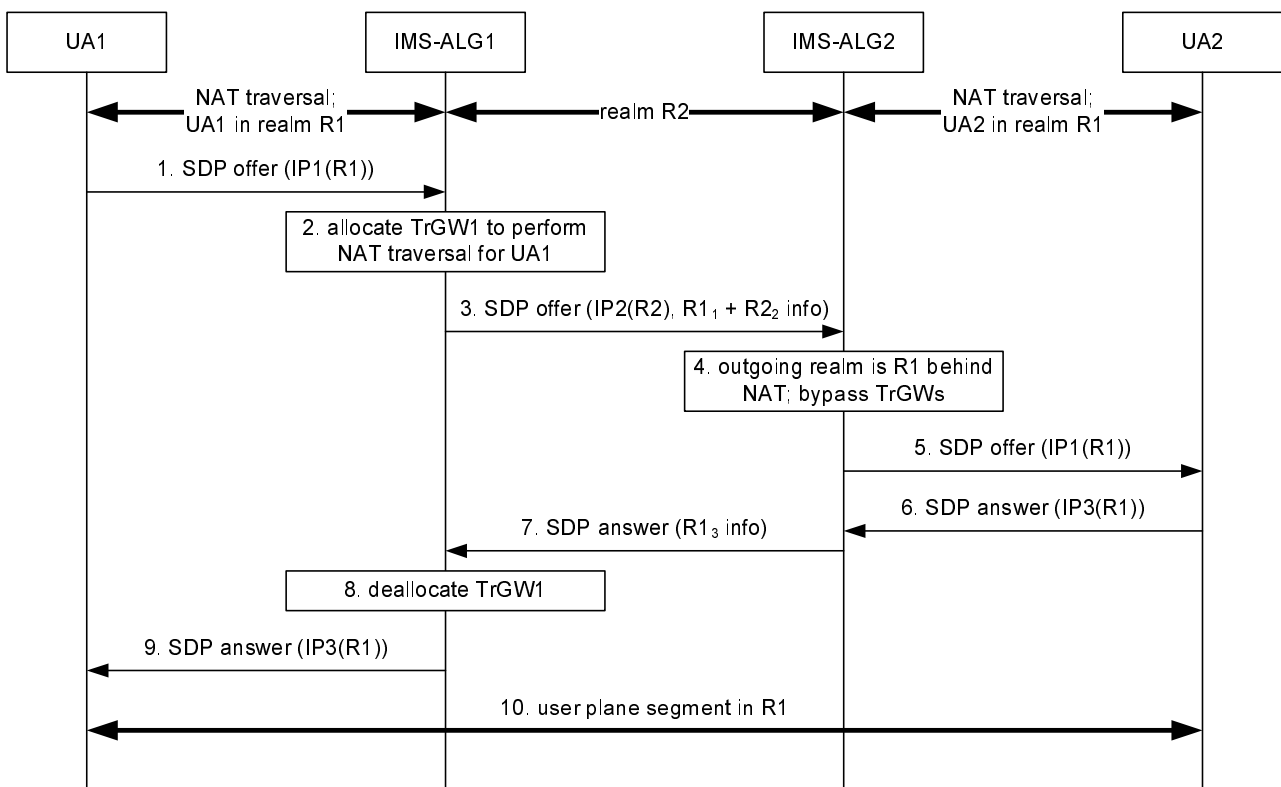 UA1
IMS-ALG1
IMS-ALG2
UA2
NAT traversal;
UA1 in realm R1
realm R2
NAT traversal;
UA2 in realm R1
1. SDP offer (IP1(R1))
2. allocate TrGW1 to perform
NAT traversal for UA1
3. SDP offer (IP2(R2), R1₁ + R2₂ info)
4. outgoing realm is R1 behind
NAT; bypass TrGWs
5. SDP offer (IP1(R1))
6. SDP answer (IP3(R1))
7. SDP answer (R1₃ info)
8. deallocate TrGW1
9. SDP answer (IP3(R1))
10. user plane segment in R1